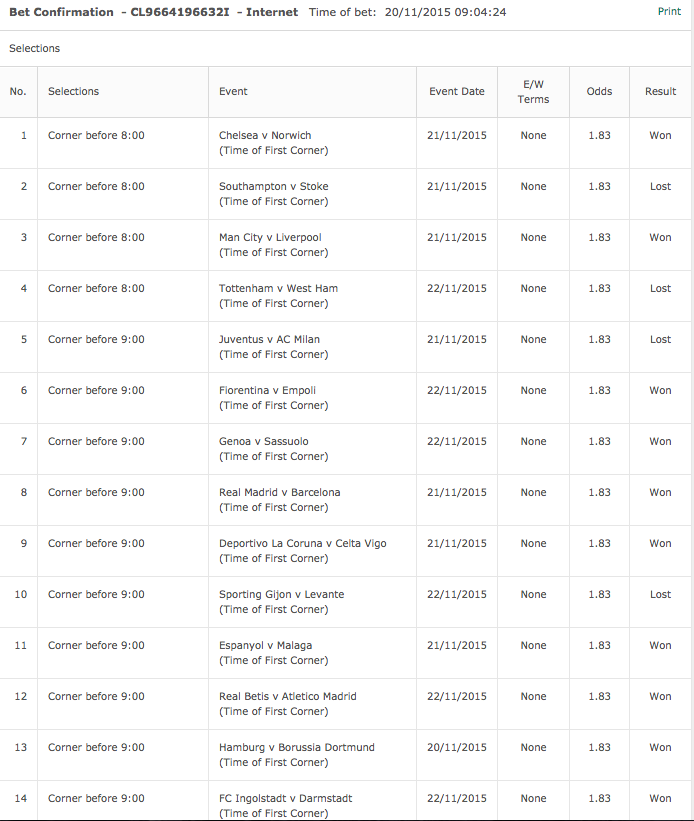 Bet Confirmation - CL9664196632I - Internet Time of bet: 20/11/2015 09:04:24 Print
Selections
No. Selections Event Event Date E/W Terms Odds Result
1 Corner before 8:00 Chelsea v Norwich 21/11/2015 None 1.83 Won
(Time of First Corner)
2 Corner before 8:00 Southampton v Stoke 21/11/2015 None 1.83 Lost
(Time of First Corner)
3 Corner before 8:00 Man City v Liverpool 21/11/2015 None 1.83 Won
(Time of First Corner)
4 Corner before 8:00 Tottenham v West Ham 22/11/2015 None 1.83 Lost
(Time of First Corner)
5 Corner before 9:00 Juventus v AC Milan 21/11/2015 None 1.83 Lost
(Time of First Corner)
6 Corner before 9:00 Fiorentina v Empoli 22/11/2015 None 1.83 Won
(Time of First Corner)
7 Corner before 9:00 Genoa v Sassuolo 22/11/2015 None 1.83 Won
(Time of First Corner)
8 Corner before 9:00 Real Madrid v Barcelona 21/11/2015 None 1.83 Won
(Time of First Corner)
9 Corner before 9:00 Deportivo La Coruna v Celta Vigo 21/11/2015 None 1.83 Won
(Time of First Corner)
10 Corner before 9:00 Sporting Gijon v Levante 22/11/2015 None 1.83 Lost
(Time of First Corner)
11 Corner before 9:00 Espanyol v Malaga 21/11/2015 None 1.83 Won
(Time of First Corner)
12 Corner before 9:00 Real Betis v Atletico Madrid 22/11/2015 None 1.83 Won
(Time of First Corner)
13 Corner before 9:00 Hamburg v Borussia Dortmund 20/11/2015 None 1.83 Won
(Time of First Corner)
14 Corner before 9:00 FC Ingolstadt v Darmstadt 22/11/2015 None 1.83 Won
(Time of First Corner)